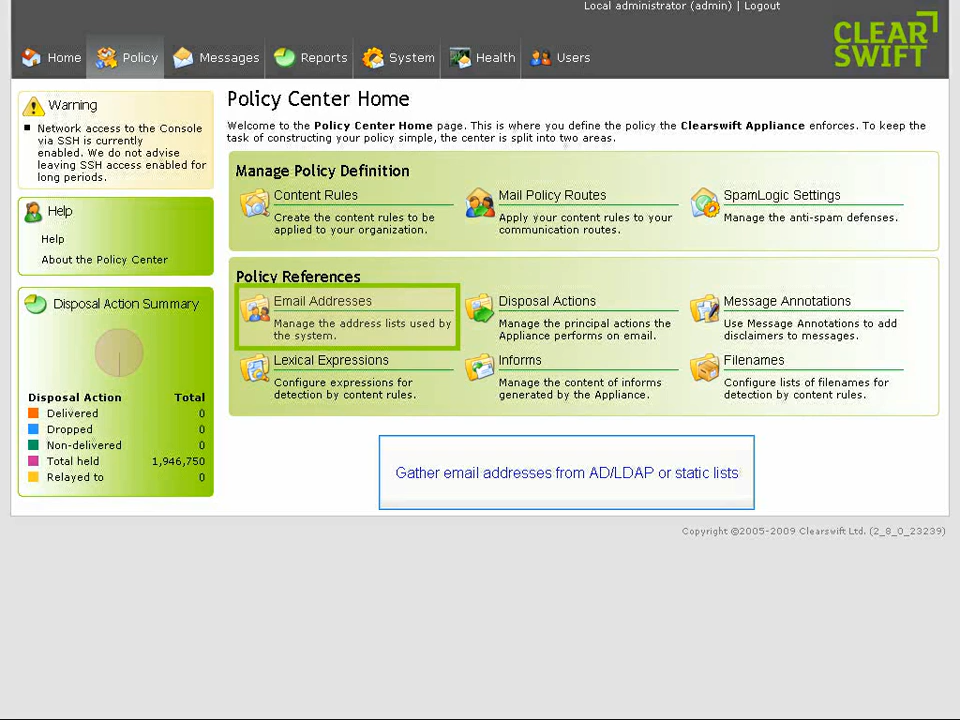 Local administrator (admin) | Logout
Home
Policy
Messages
Reports
System
Health
Users
CLEAR
SWIFT
Warning
Network access to the Console
via SSH is currently
enabled. We do not advise
leaving SSH access enabled for
long periods.
Help
Help
About the Policy Center
Disposal Action Summary
Disposal Action Total
Delivered 0
Dropped 0
Non-delivered 0
Total held 1,946,750
Relayed to 0
Policy Center Home
Welcome to the Policy Center Home page. This is where you define the policy the Clearswift Appliance enforces. To keep the
task of constructing your policy simple, the center is split into two areas.
Manage Policy Definition
Content Rules
Create the content rules to be
applied to your organization.
Mail Policy Routes
Apply your content rules to your
communication routes.
SpamLogic Settings
Manage the anti-spam defenses.
Policy References
Email Addresses
Manage the address lists used by
the system.
Disposal Actions
Manage the principal actions the
Appliance performs on email.
Message Annotations
Use Message Annotations to add
disclaimers to messages.
Lexical Expressions
Configure expressions for
detection by content rules.
Informs
Manage the content of informs
generated by the Appliance.
Filenames
Configure lists of filenames for
detection by content rules.
Gather email addresses from AD/LDAP or static lists
Copyright ©2005-2009 Clearswift Ltd. (2_8_0_23239)